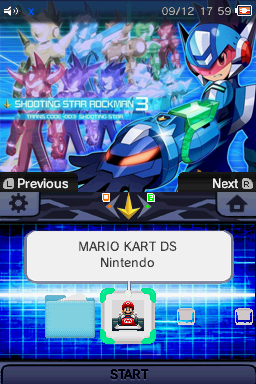 09/12 17 59
SHOOTING STAR ROCKMAN 3
TRANS CODE-003 SHOOTING STAR
L Previous
Next R
MARIO KART DS
Nintendo
START